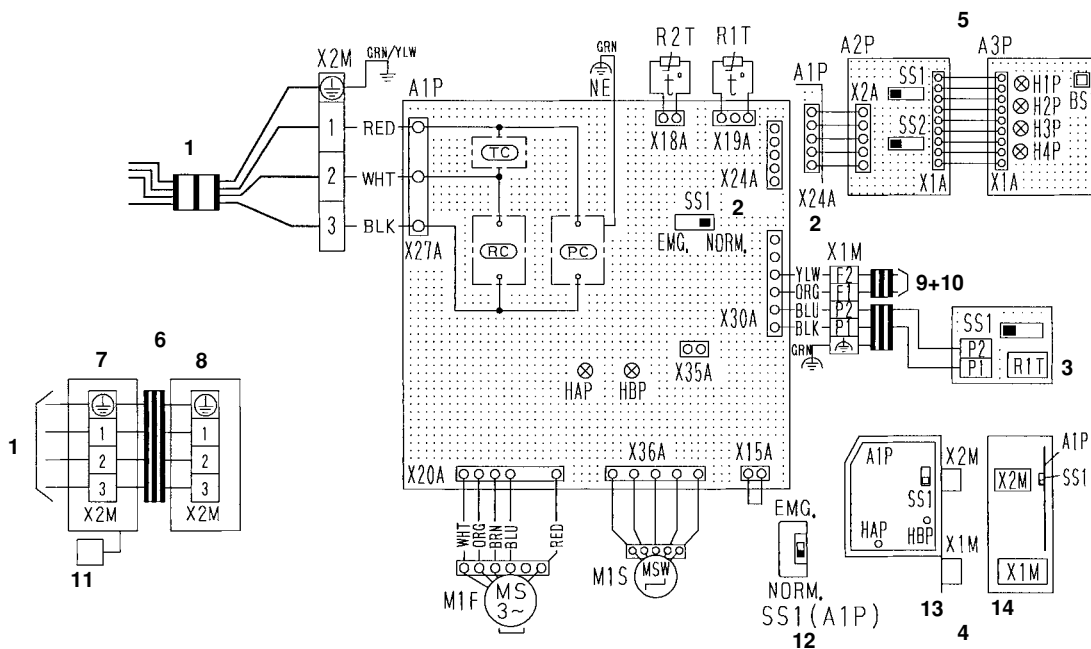 5
GRN/YLW
X2M
GRN
R2T
R1T
A2P
A3P
A1P
NE
t°
t°
A1P
SS1
H1P
BS
X2A
H2P
1
RED
X18A
X19A
SS2
H3P
H4P
TC
1
2
WHT
X24A
X24A
X1A
X1A
2
2
SS1
3
BLK
X27A
RC
PC
EMG.
NORM.
X1M
YLW
F2
9+10
ORG
F1
BLU
P2
X30A
BLK
P1
SS1
GRN
P2
P1
R1T
3
6
7
8
X35A
HAP
HBP
1
1
1
2
2
3
3
X2M
X2M
11
X20A
X36A
X15A
A1P
X2M
A1P
SS1
X2M
SS1
HAP
HBP
X1M
X1M
13
14
4
WHT
ORG
BRN
BLU
RED
EMG.
M1F
MS
3~
M1S
MSW
NORM.
SS1(A1P)
12